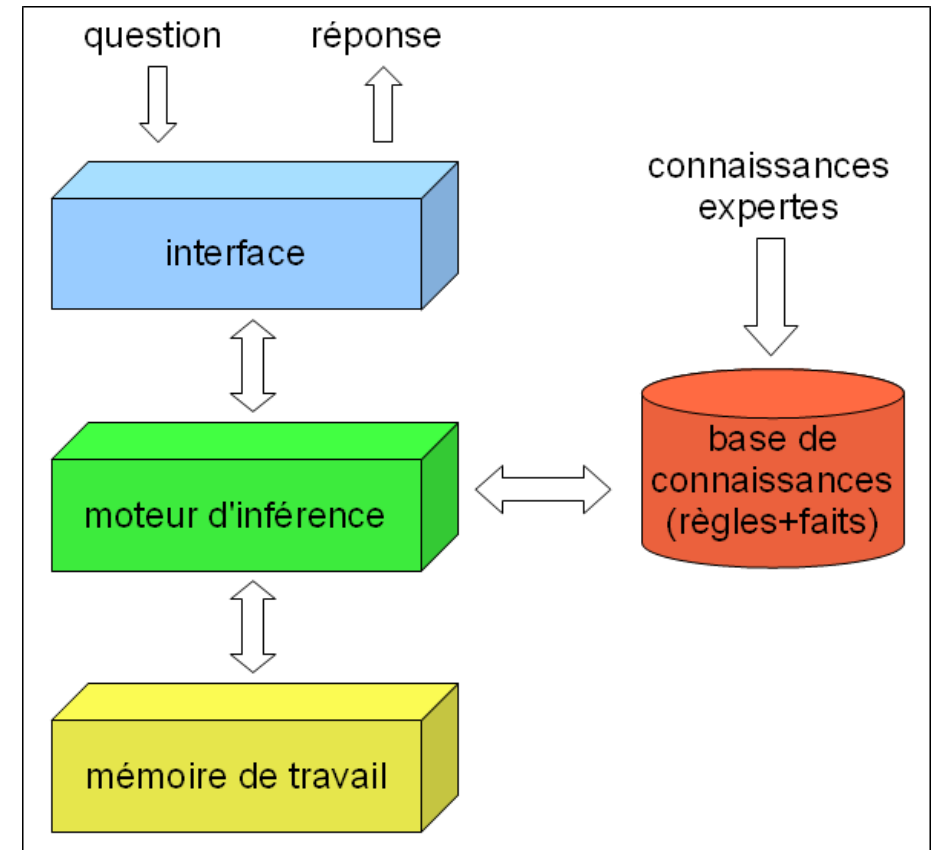 question
réponse
connaissances
expertes
interface
base de
connaissances
(règles+faits)
moteur d'inférence
mémoire de travail